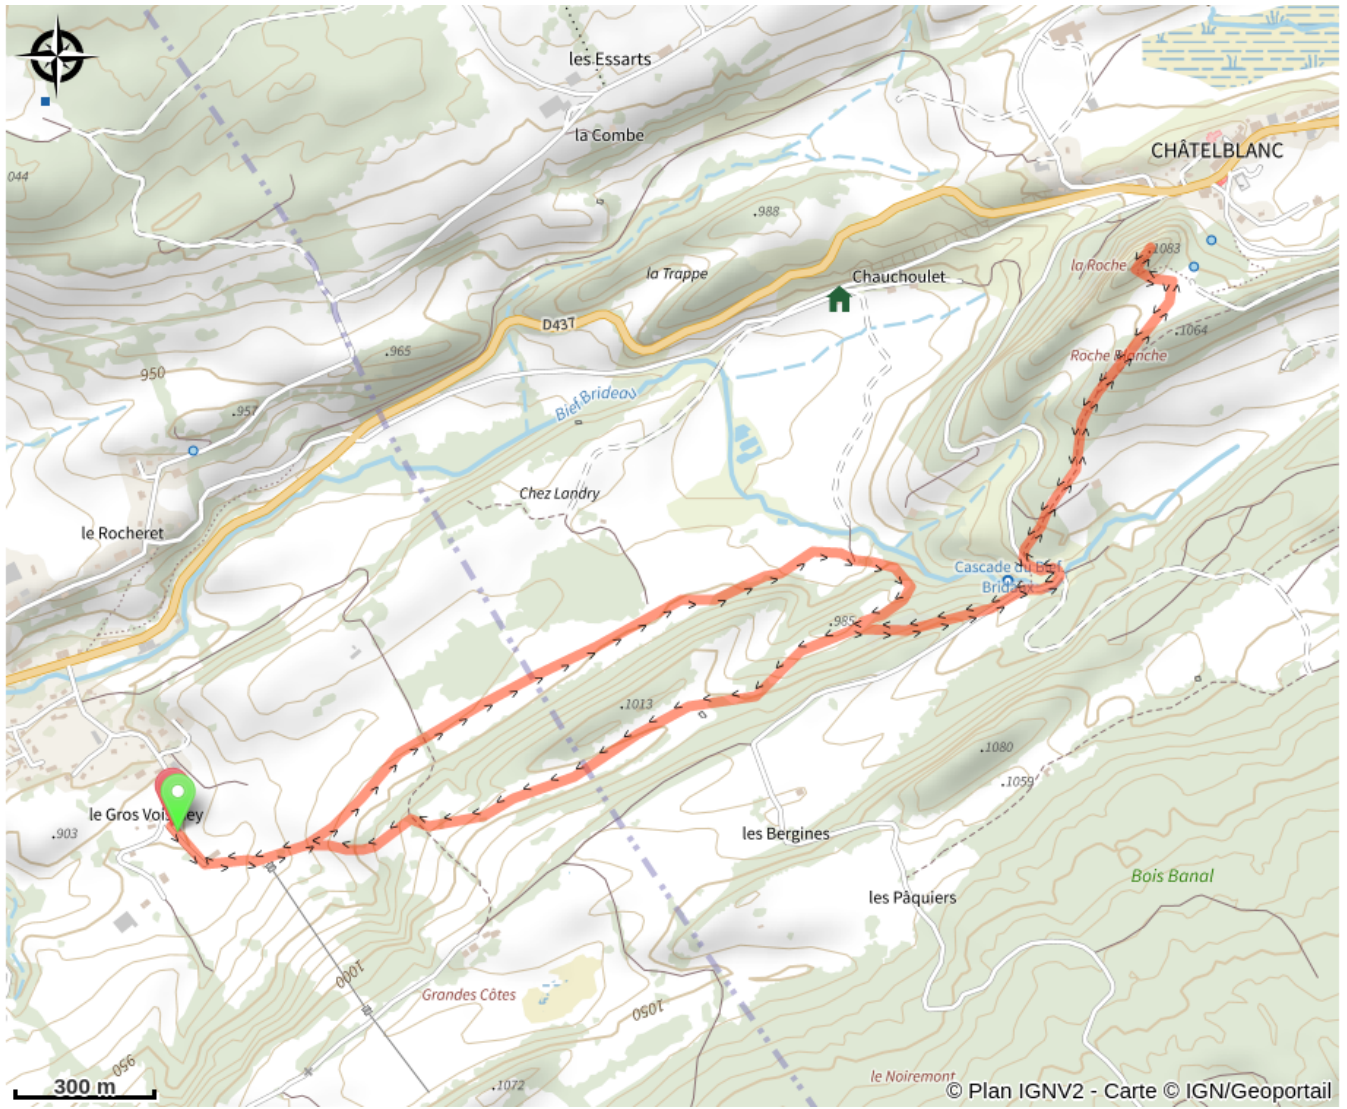 les Essarts
la Combe
CHÂTELBLANC
044
.988
.1083
la Roche
la Trappe
Chauchoulet
D437
.1064
.965
Roche Blanche
950
Bief Brideau
.957
Chez Landry
le Rocheret
Cascade du Bief
.985
.1013
.1080
.1059
le Gros Voisiney
.903
les Bergines
Bois Banal
les Pâquiers
1000
Grandes Côtes
1050
950
le Noiremont
.1072
300 m
© Plan IGNV2 - Carte © IGN/Geoportail